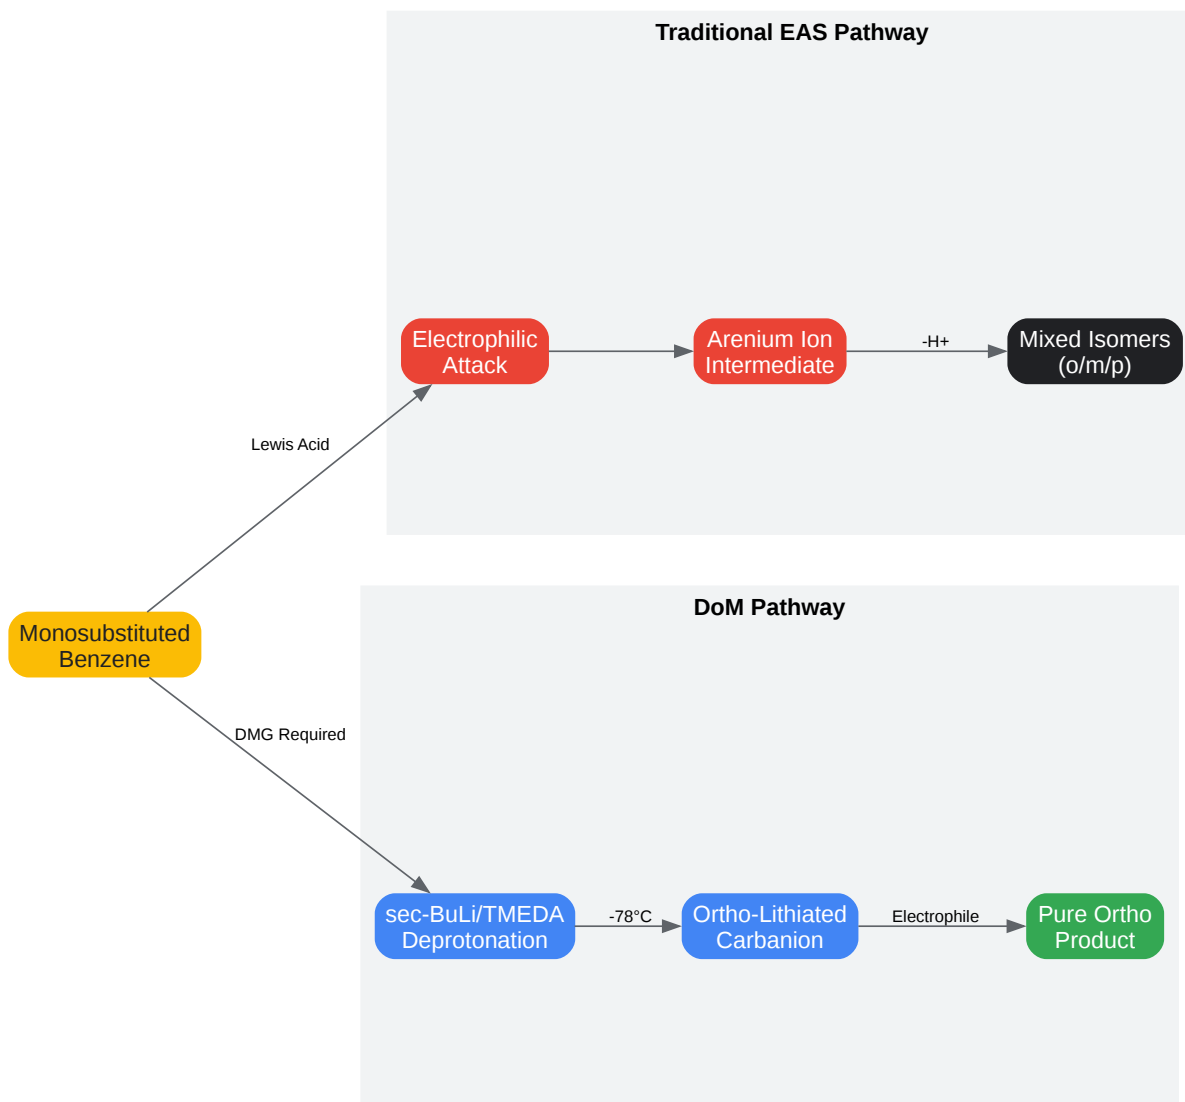 Traditional EAS Pathway
Electrophilic
Attack
Arenium Ion
Intermediate
-H+
Mixed Isomers
(o/m/p)
Lewis Acid
Monosubstituted
Benzene
DMG Required
DoM Pathway
sec-BuLi/TMEDA
Deprotonation
-78°C
Ortho-Lithiated
Carbanion
Electrophile
Pure Ortho
Product